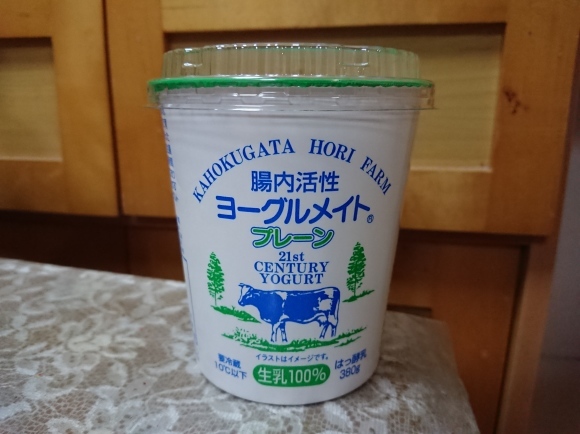 KAHOKUGATA HORI FARM
腸内活性
ヨーグルメイト®
プレーン
21st
CENTURY
YOGURT
イラストはイメージです。
要冷蔵
10℃以下
生乳100%
はっ酵乳
380g